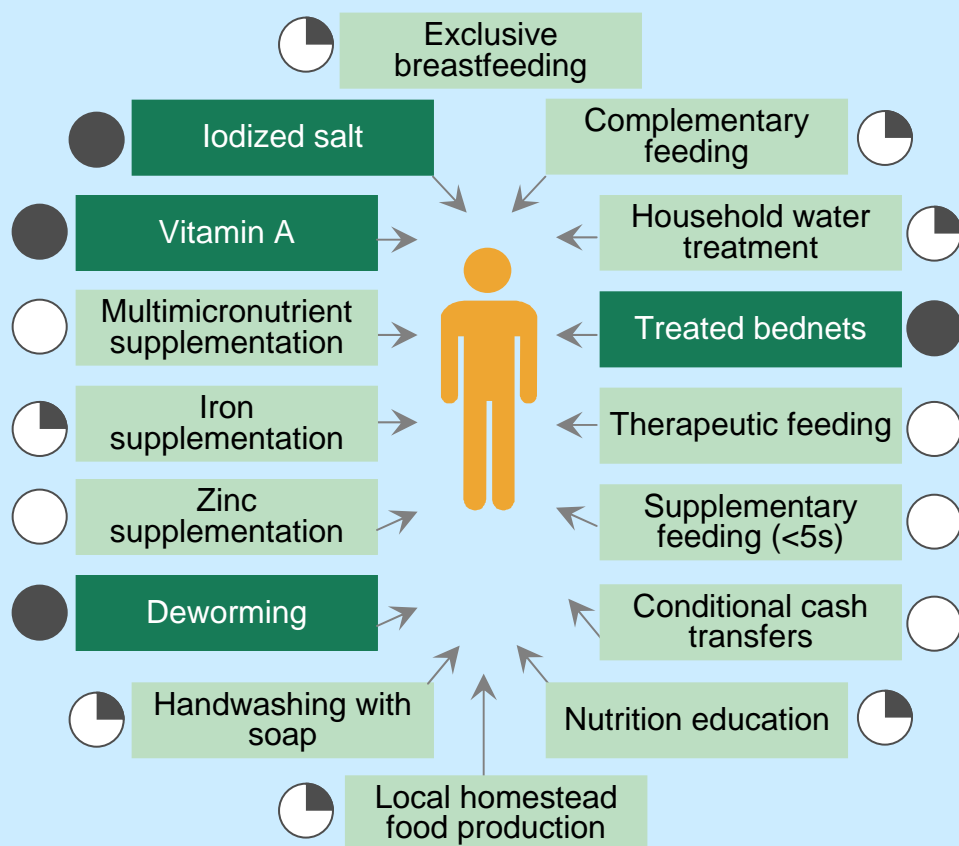 Exclusive
breastfeeding
Iodized salt
Complementary
feeding
Vitamin A
Household water
treatment
Multimicronutrient
supplementation
Treated bednets
Iron
supplementation
Therapeutic feeding
Zinc
supplementation
Supplementary
feeding (<5s)
Deworming
Conditional cash
transfers
Handwashing with
soap
Nutrition education
Local homestead
food production